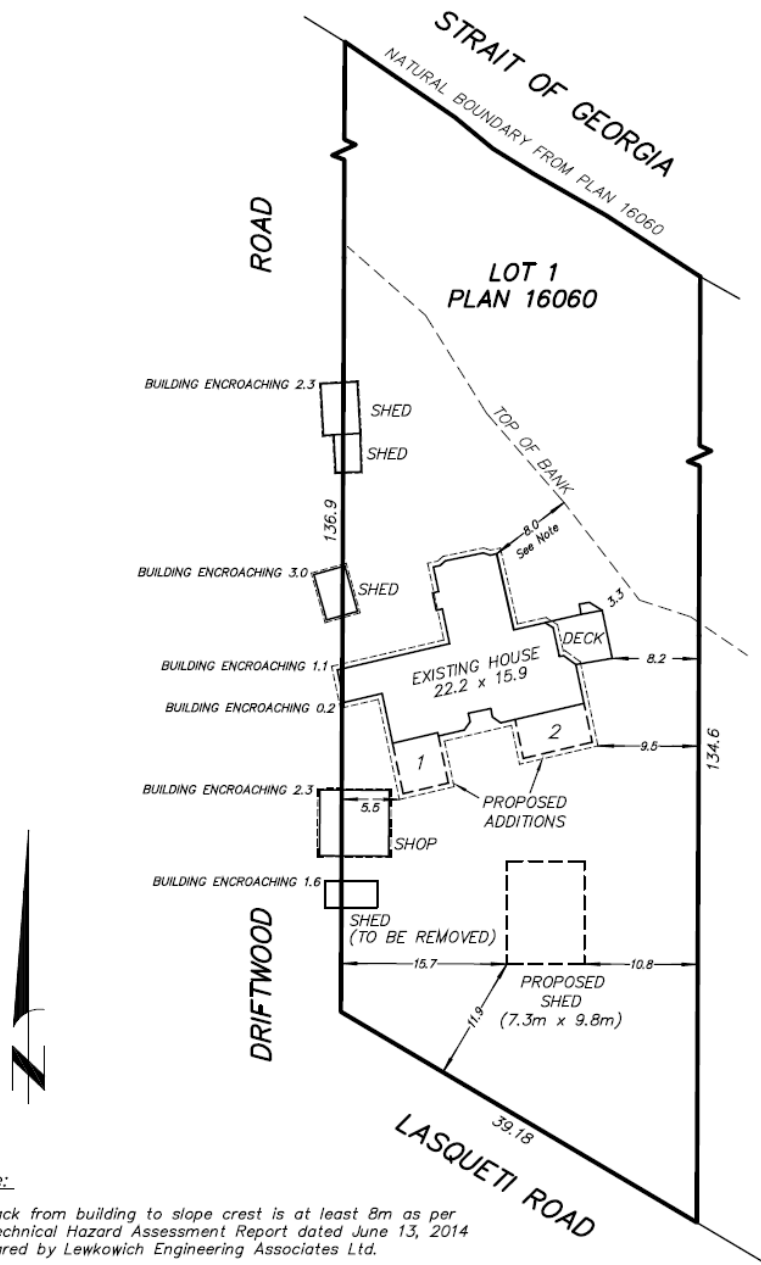 STRAIT OF GEORGIA
NATURAL BOUNDARY FROM PLAN 16060
ROAD
LOT 1
PLAN 16060
BUILDING ENCROACHING 2.3
SHED
SHED
TOP OF BANK
136.9
8.0
See Note
BUILDING ENCROACHING 3.0
SHED
3.3
DECK
BUILDING ENCROACHING 1.1
EXISTING HOUSE
22.2 x 15.9
8.2
BUILDING ENCROACHING 0.2
1
2
9.5
134.6
BUILDING ENCROACHING 2.3
5.5
PROPOSED
ADDITIONS
SHOP
BUILDING ENCROACHING 1.6
SHED
(TO BE REMOVED)
DRIFTWOOD
15.7
10.8
PROPOSED
SHED
(7.3m x 9.8m)
11.9
N
39.18
LASQUETI ROAD
e:
ack from building to slope crest is at least 8m as per
echnical Hazard Assessment Report dated June 13, 2014
ared by Lewkowich Engineering Associates Ltd.